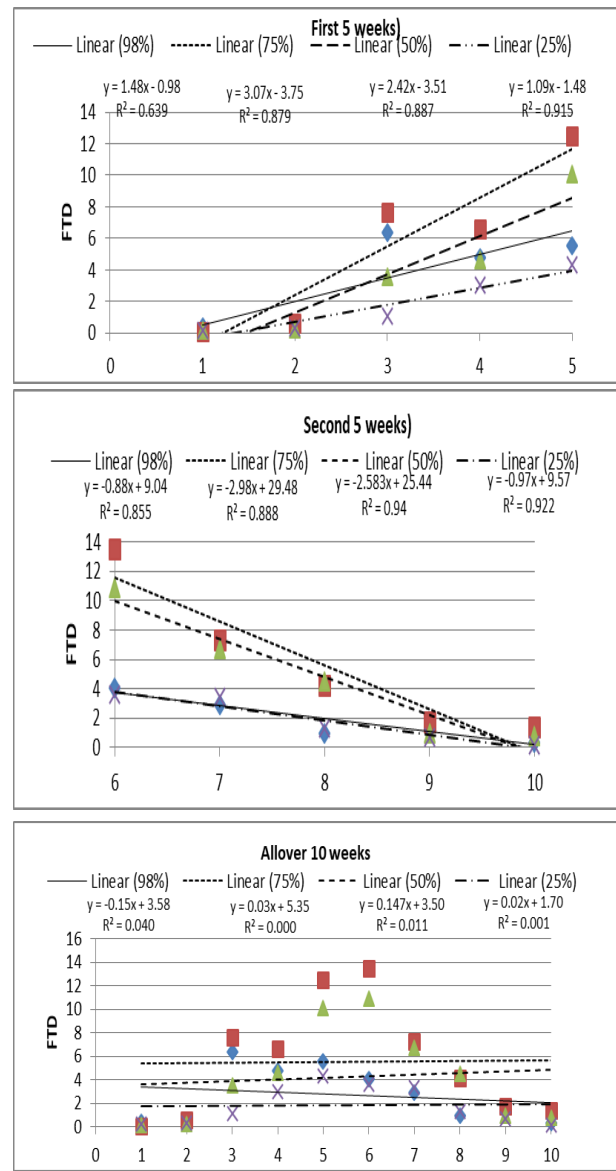 First 5 weeks)
Linear (98%) Linear (75%) Linear (50%) Linear (25%)
y = 1.48x - 0.98 y = 3.07x - 3.75 y = 2.42x - 3.51 y = 1.09x - 1.48
R² = 0.639 R² = 0.879 R² = 0.887 R² = 0.915
14
12
10
8
6
4
2
0
FTD
0 1 2 3 4 5
Second 5 weeks)
Linear (98%) Linear (75%) Linear (50%) Linear (25%)
y = -0.88x + 9.04 y = -2.98x + 29.48 y = -2.583x + 25.44 y = -0.97x + 9.57
R² = 0.855 R² = 0.888 R² = 0.94 R² = 0.922
14
12
10
8
6
4
2
0
FTD
6 7 8 9 10
Allover 10 weeks
Linear (98%) Linear (75%) Linear (50%) Linear (25%)
y = -0.15x + 3.58 y = 0.03x + 5.35 y = 0.147x + 3.50 y = 0.02x + 1.70
R² = 0.040 R² = 0.000 R² = 0.011 R² = 0.001
16
14
12
10
8
6
4
2
0
FTD
1 2 3 4 5 6 7 8 9 10